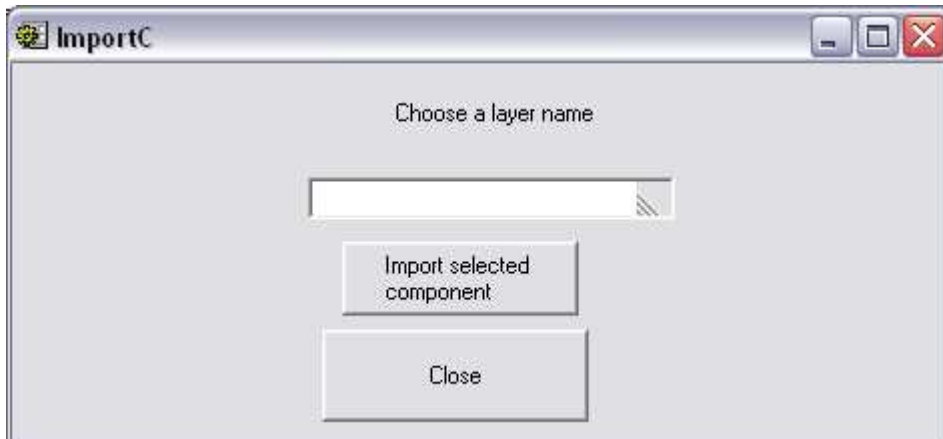 ImportC
Choose a layer name
Import selected
component
Close